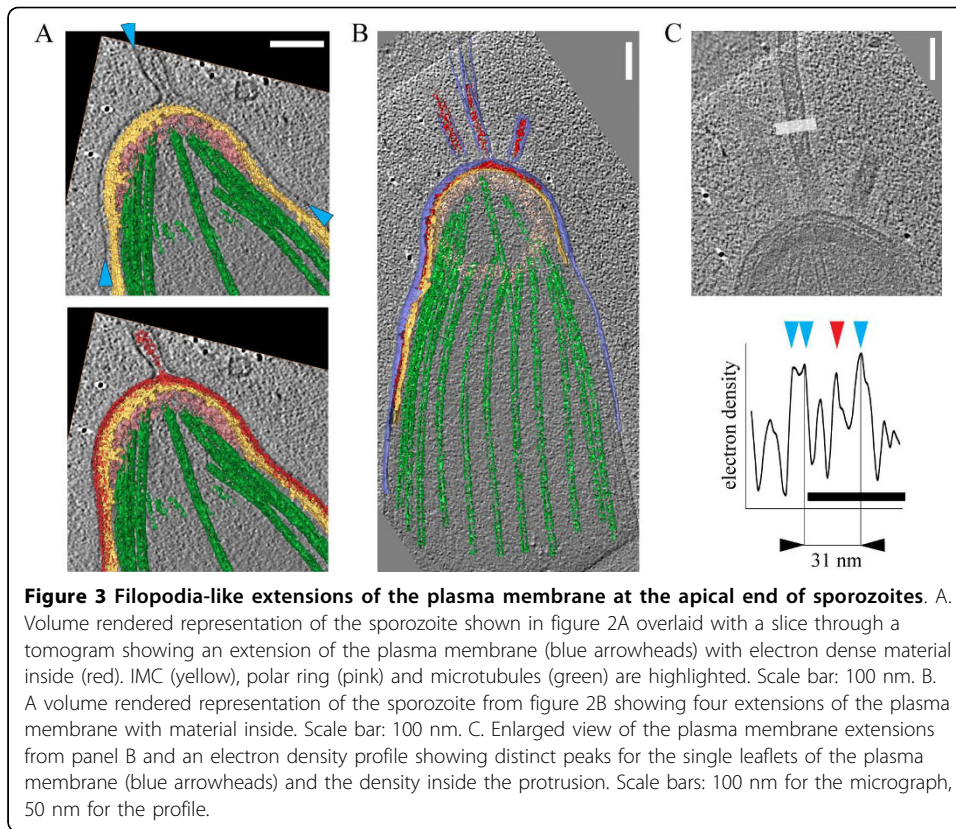 A
B
C
electron density
31 nm
Figure 3 Filopodia-like extensions of the plasma membrane at the apical end of sporozoites. A.
Volume rendered representation of the sporozoite shown in figure 2A overlaid with a slice through a
tomogram showing an extension of the plasma membrane (blue arrowheads) with electron dense material
inside (red). IMC (yellow), polar ring (pink) and microtubules (green) are highlighted. Scale bar: 100 nm. B.
A volume rendered representation of the sporozoite from figure 2B showing four extensions of the plasma
membrane with material inside. Scale bar: 100 nm. C. Enlarged view of the plasma membrane extensions
from panel B and an electron density profile showing distinct peaks for the single leaflets of the plasma
membrane (blue arrowheads) and the density inside the protrusion. Scale bars: 100 nm for the micrograph,
50 nm for the profile.